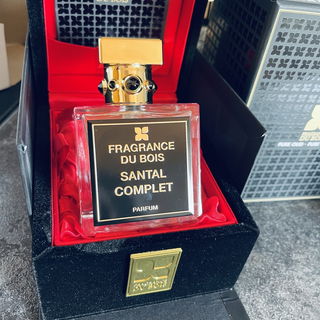 FRAGRANCE
DU BOIS
SANTAL
COMPLET
PARFUM